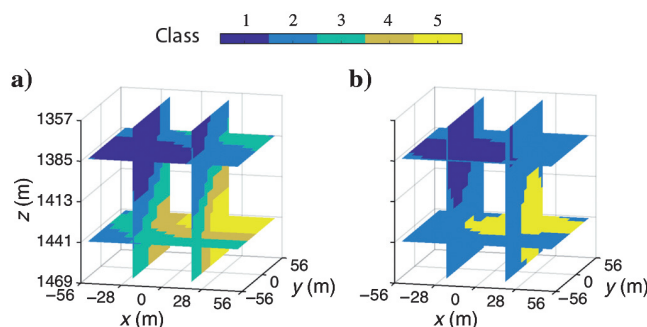 Class 1 2 3 4 5
a) b)
1357
1385
1413
1441
1469
z (m)
−56 −28 0 28 56
x (m)
−56 0 56
y (m)
−56 −28 0 28 56
x (m)
−56 0 56
y (m)